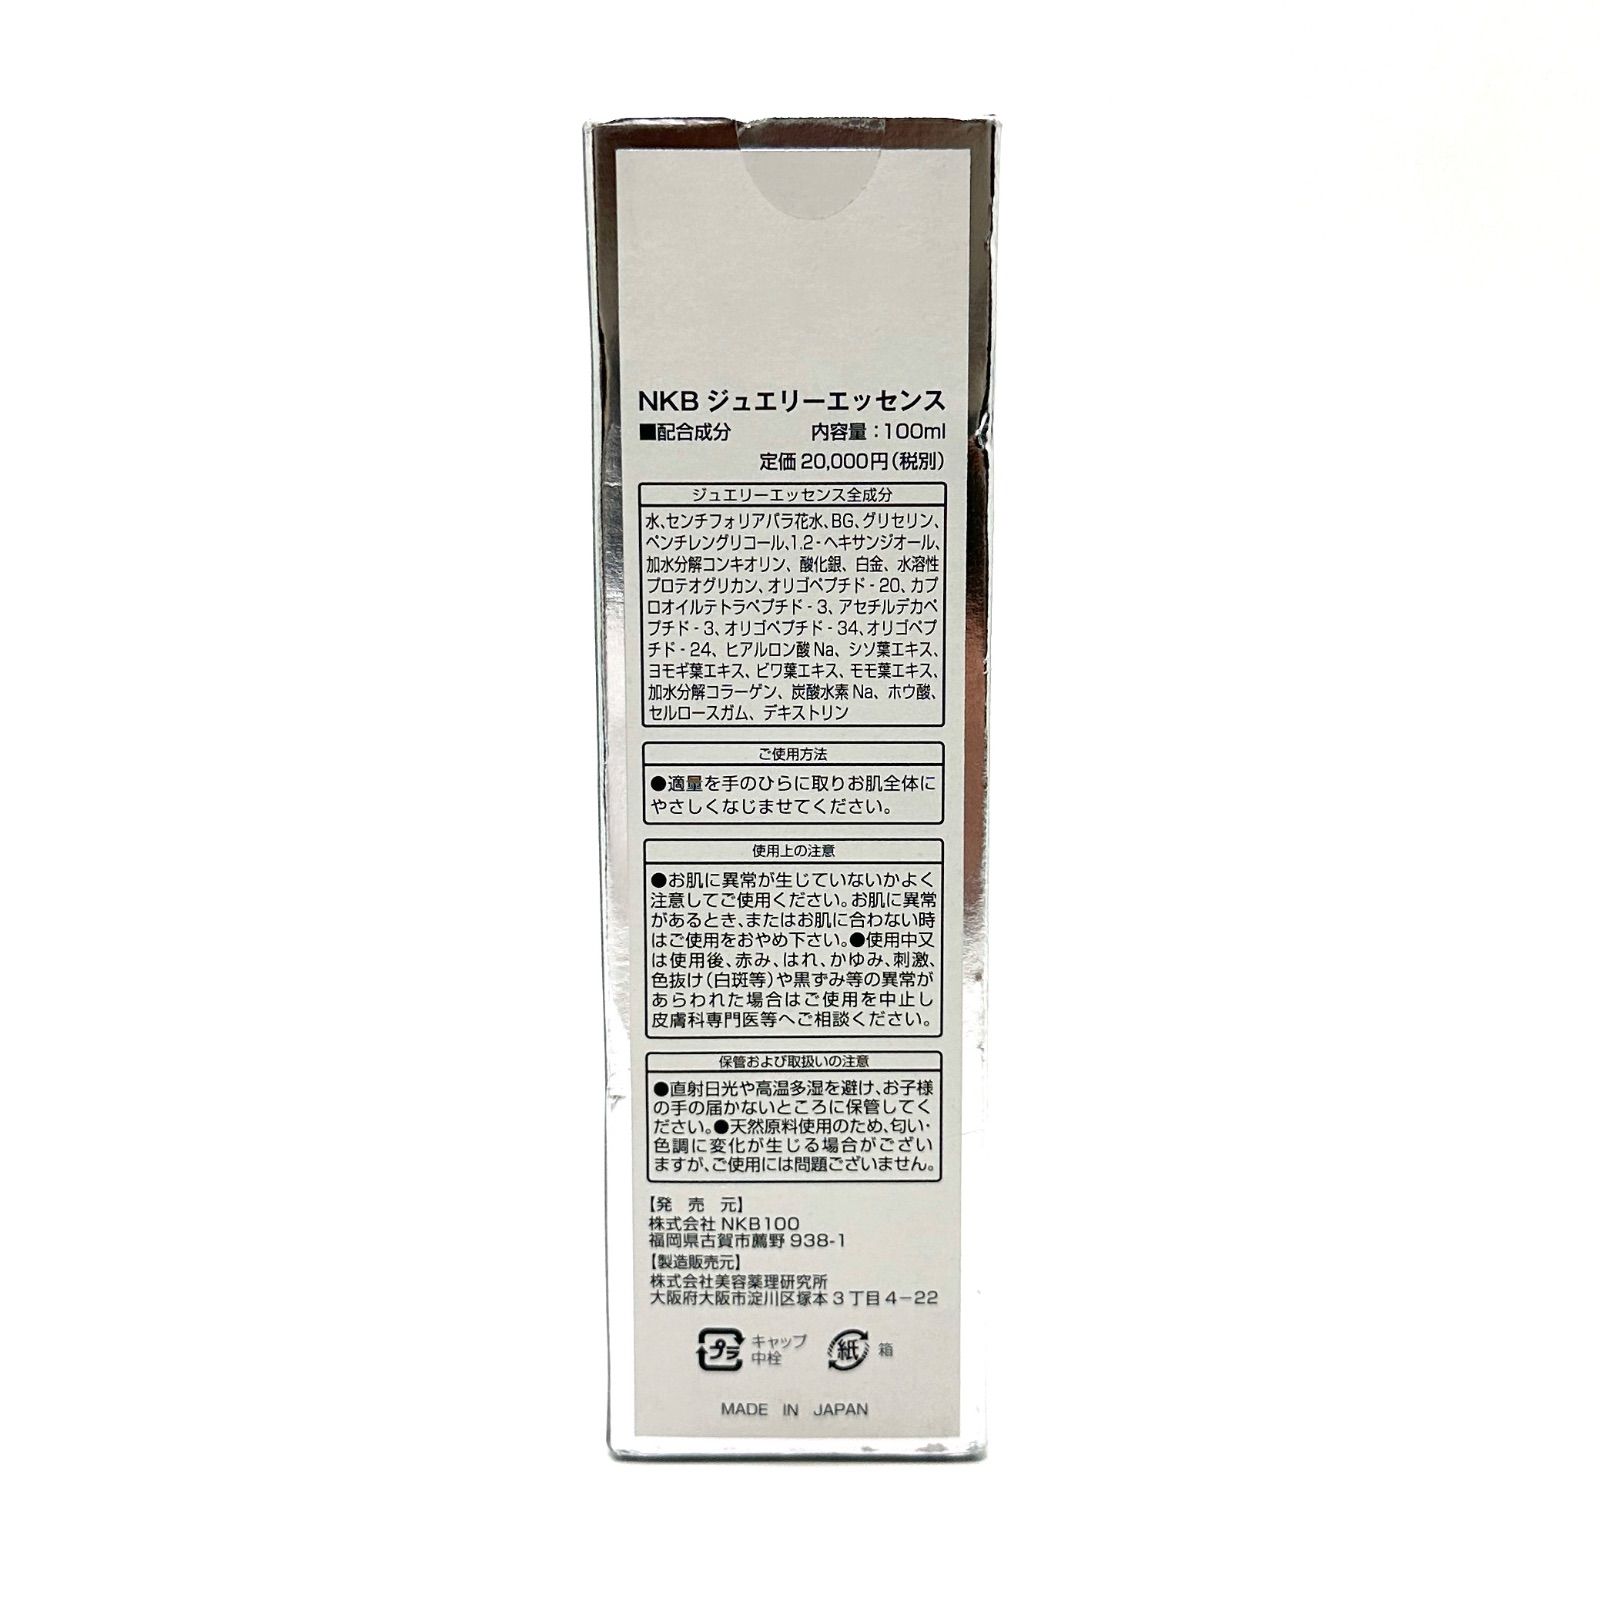 NKB ジュエリーエッセンス
■配合成分 内容量：100ml
定価 20,000円（税別）
ジュエリーエッセンス全成分
水、センチフォリアバラ花水、BG、グリセリン、
ペンチレングリコール、1,2-ヘキサンジオール、
加水分解コンキオリン、酸化銀、白金、水溶性
プロテオグリカン、オリゴペプチド-20、カプ
ロオイルテトラペプチド-3、アセチルデカペ
プチド-3、オリゴペプチド-34、オリゴペプ
チド-24、ヒアルロン酸Na、シソ葉エキス、
ヨモギ葉エキス、ビワ葉エキス、モモ葉エキス、
加水分解コラーゲン、炭酸水素Na、ホウ酸、
セルロースガム、デキストリン
ご使用方法
●適量を手のひらに取りお肌全体に
やさしくなじませてください。
使用上の注意
●お肌に異常が生じていないかよく
注意してご使用ください。お肌に異常
があるとき、またはお肌に合わない時
はご使用をおやめ下さい。●使用中又
は使用後、赤み、はれ、かゆみ、刺激、
色抜け（白斑等）や黒ずみ等の異常が
あらわれた場合はご使用を中止し
皮膚科専門医等へご相談ください。
保管および取扱いの注意
●直射日光や高温多湿を避け、お子様
の手の届かないところに保管してく
ださい。●天然原料使用のため、匂い・
色調に変化が生じる場合がござい
ますが、ご使用には問題ございません。
【発 売 元】
株式会社 NKB100
福岡県古賀市薦野 938-1
【製造販売元】
株式会社美容薬理研究所
大阪府大阪市淀川区塚本3丁目4－22
プラ キャップ 紙 箱
中栓
MADE IN JAPAN